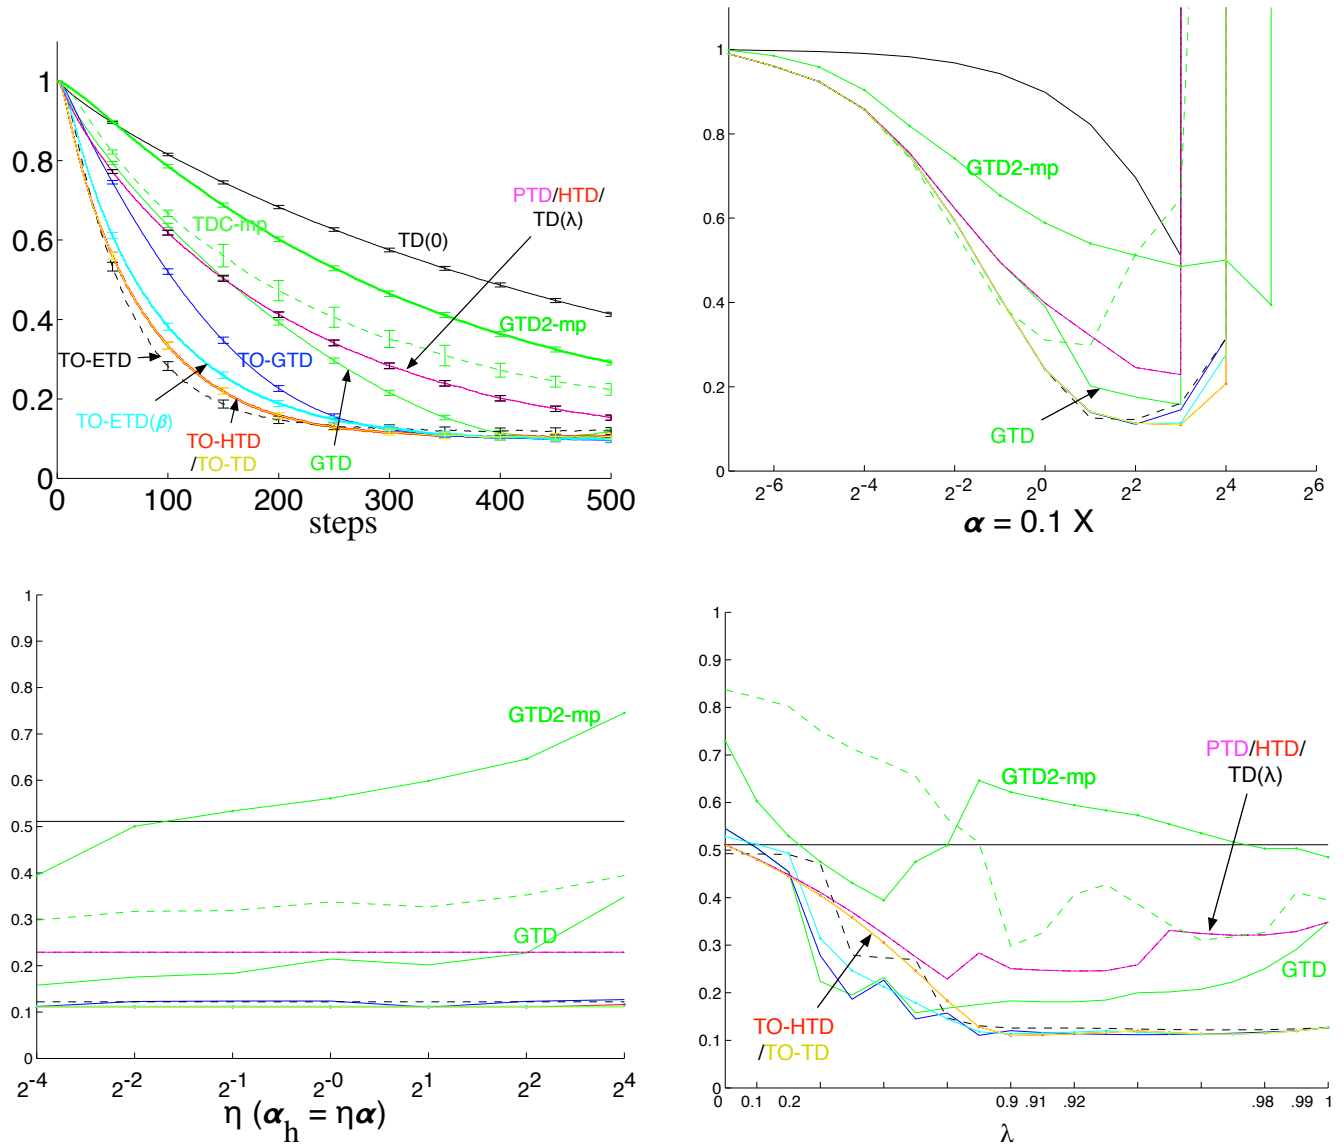 1
0.8
0.6
0.4
0.2
0
0 100 200 300 400 500
steps
TDC-mp
TD(0)
PTD/HTD/
TD(λ)
GTD2-mp
TO-ETD
TO-GTD
TO-ETD(β)
TO-HTD
/TO-TD
GTD
1
0.8
0.6
0.4
0.2
0
2^-6 2^-4 2^-2 2^0 2^2 2^4 2^6
α = 0.1 X
GTD2-mp
GTD
1
0.9
0.8
0.7
0.6
0.5
0.4
0.3
0.2
0.1
0
2^-4 2^-2 2^-1 2^-0 2^1 2^2 2^4
η (α_h = ηα)
GTD2-mp
GTD
1
0.9
0.8
0.7
0.6
0.5
0.4
0.3
0.2
0.1
0
0 0.1 0.2 0.9 .91 .92 .98 .99 1
λ
GTD2-mp
PTD/HTD/
TD(λ)
GTD
TO-HTD
/TO-TD